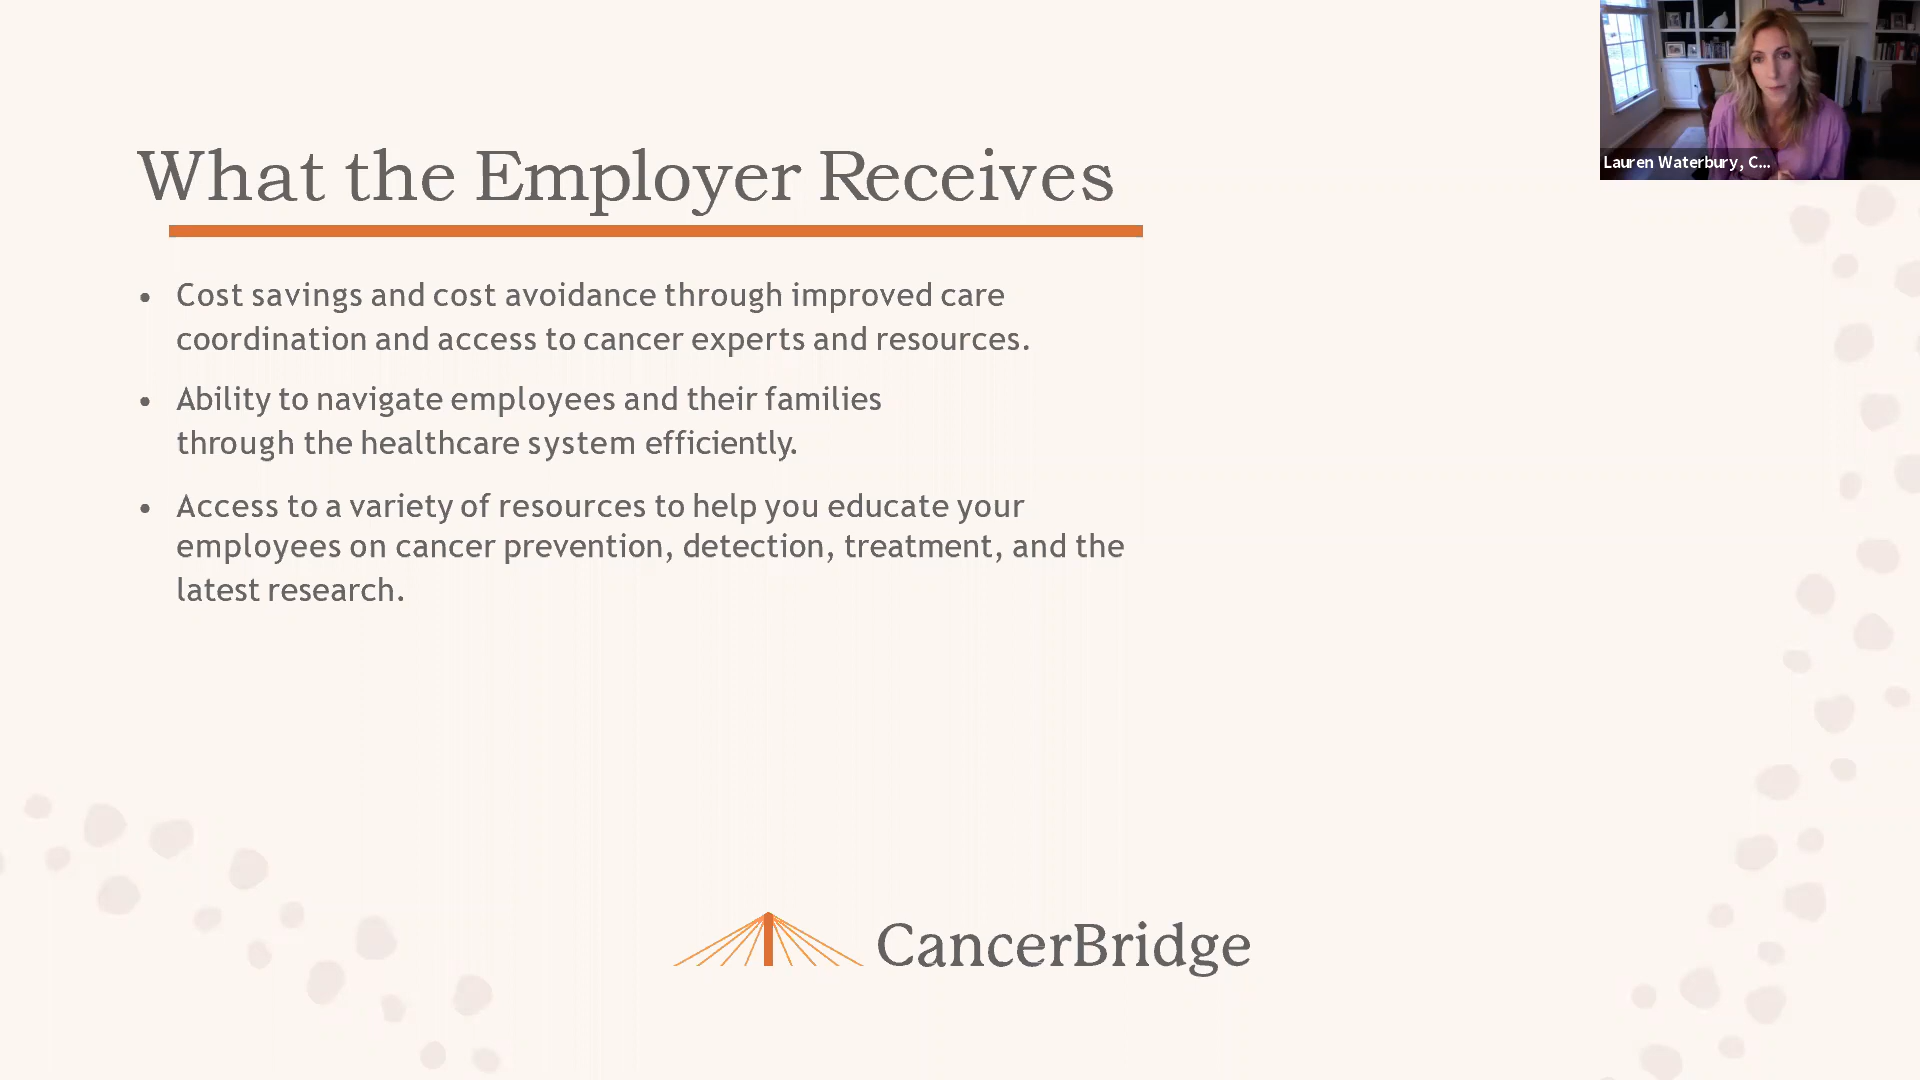 What the Employer Receives
• Cost savings and cost avoidance through improved care
coordination and access to cancer experts and resources.
• Ability to navigate employees and their families
through the healthcare system efficiently.
• Access to a variety of resources to help you educate your
employees on cancer prevention, detection, treatment, and the
latest research.
CancerBridge
Lauren Waterbury, C...